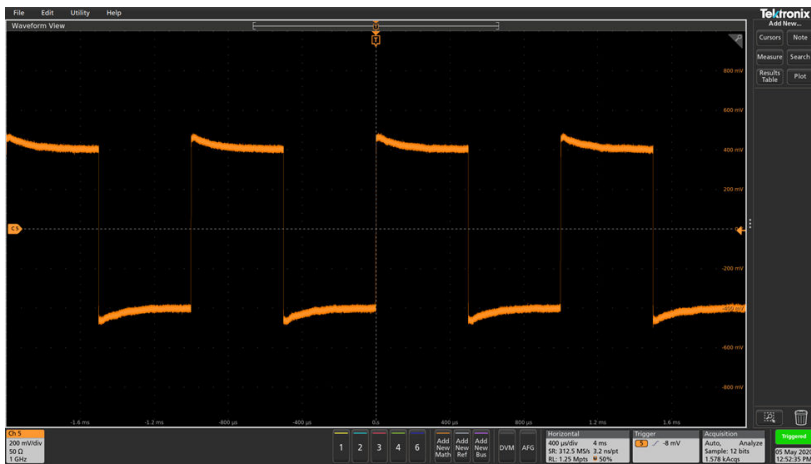 File Edit Utility Help
Tektronix
Waveform View
Add New...
T
Cursors Note
Measure Search
Results Table Plot
800 mV
600 mV
400 mV
200 mV
C5
-200 mV
-600 mV
-800 mV
-1.6 ms -1.2 ms -800 µs -400 µs 0 s 400 µs 800 µs 1.2 ms 1.6 ms
Ch 5
200 mV/div
50 Ω
1 GHz
1 2 3 4 6
Add New Math
Add New Ref
Add New Bus
DVM AFG
Horizontal
400 µs/div 4 ms
SR: 312.5 MS/s 3.2 ns/pt
RL: 1.25 Mpts 50%
Trigger
5 -8 mV
Acquisition
Auto, Analyze
Sample: 12 bits
1.578 kAcqs
Triggered
05 May
12:52:35 PM